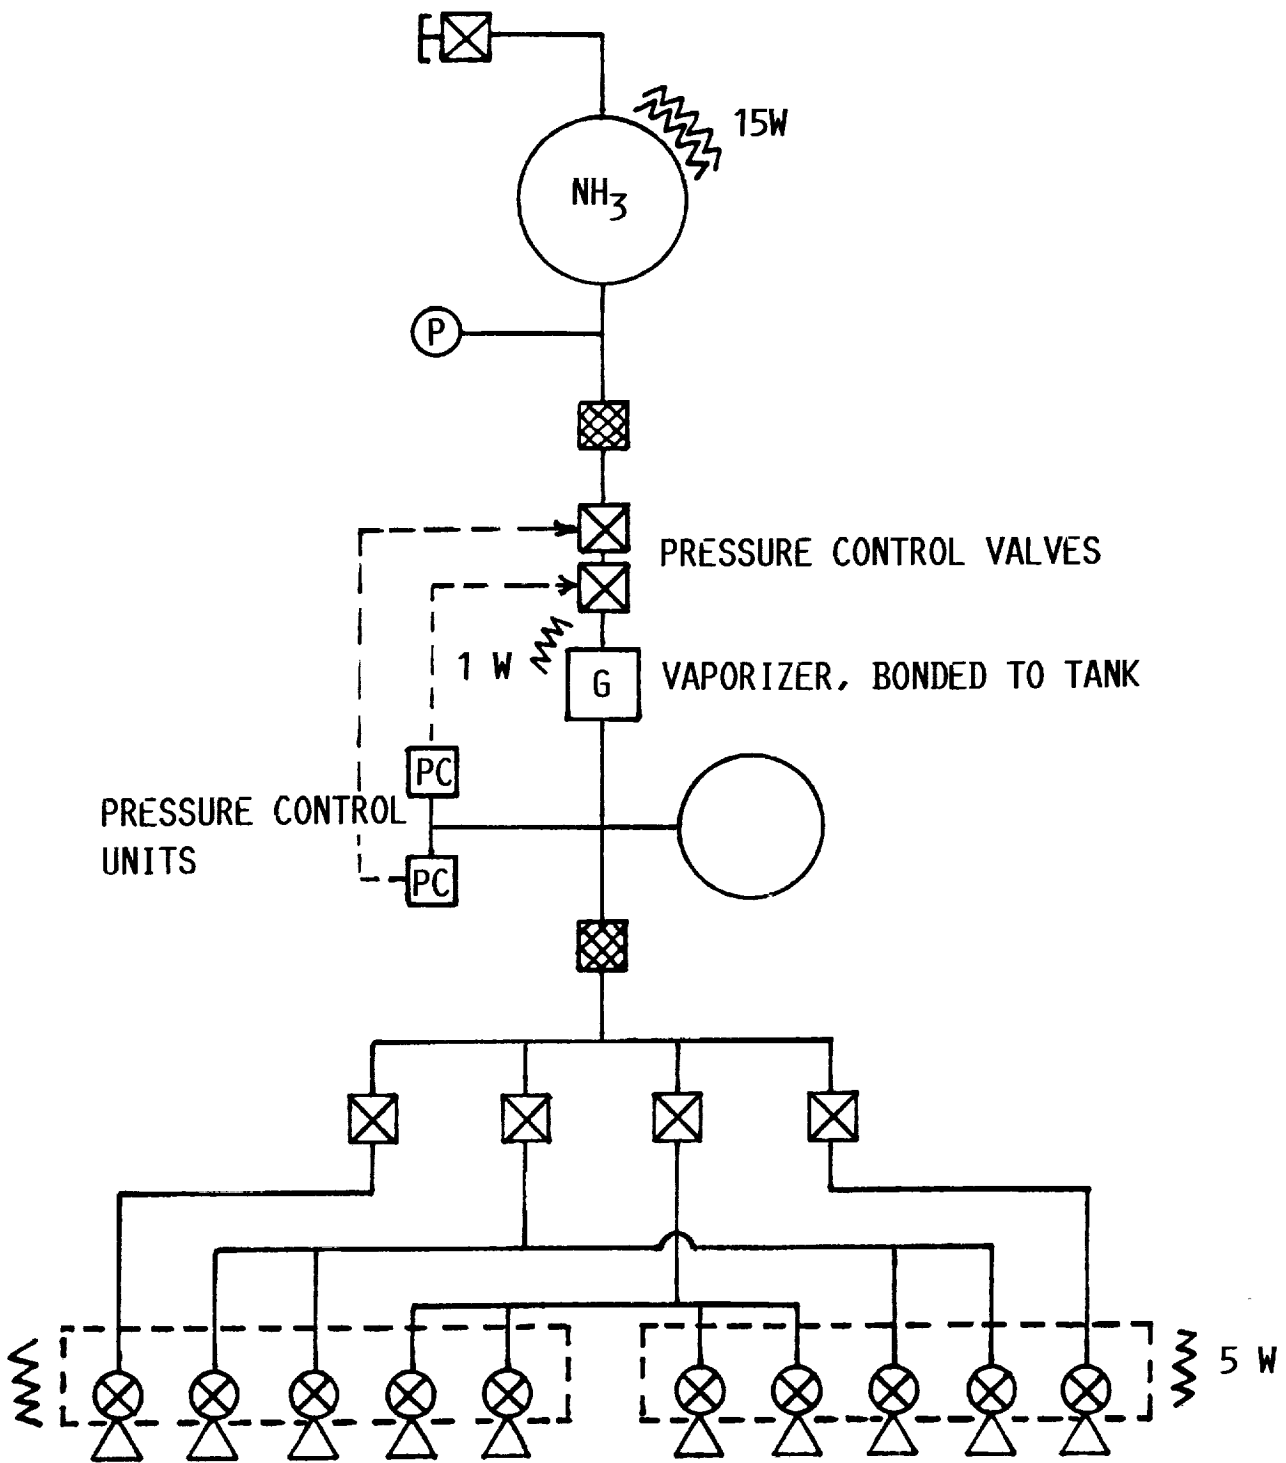 15W
NH3
P
PRESSURE CONTROL VALVES
1 W
G
VAPORIZER, BONDED TO TANK
PC
PRESSURE CONTROL
UNITS
PC
5 W